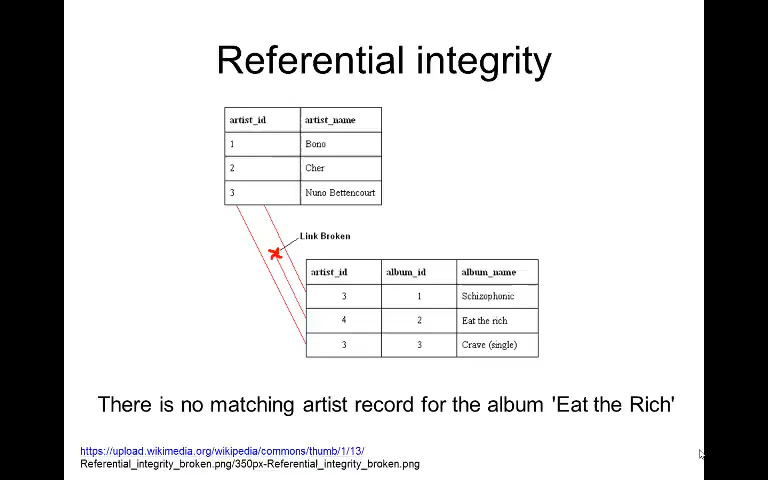 Referential integrity
artist_id artist_name
1 Bono
2 Cher
3 Nuno Bettencourt
Link Broken
artist_id album_id album_name
3 1 Schizophonic
4 2 Eat the rich
3 3 Crave (single)
There is no matching artist record for the album 'Eat the Rich'
https://upload.wikimedia.org/wikipedia/commons/thumb/1/13/
Referential_integrity_broken.png/350px-Referential_integrity_broken.png